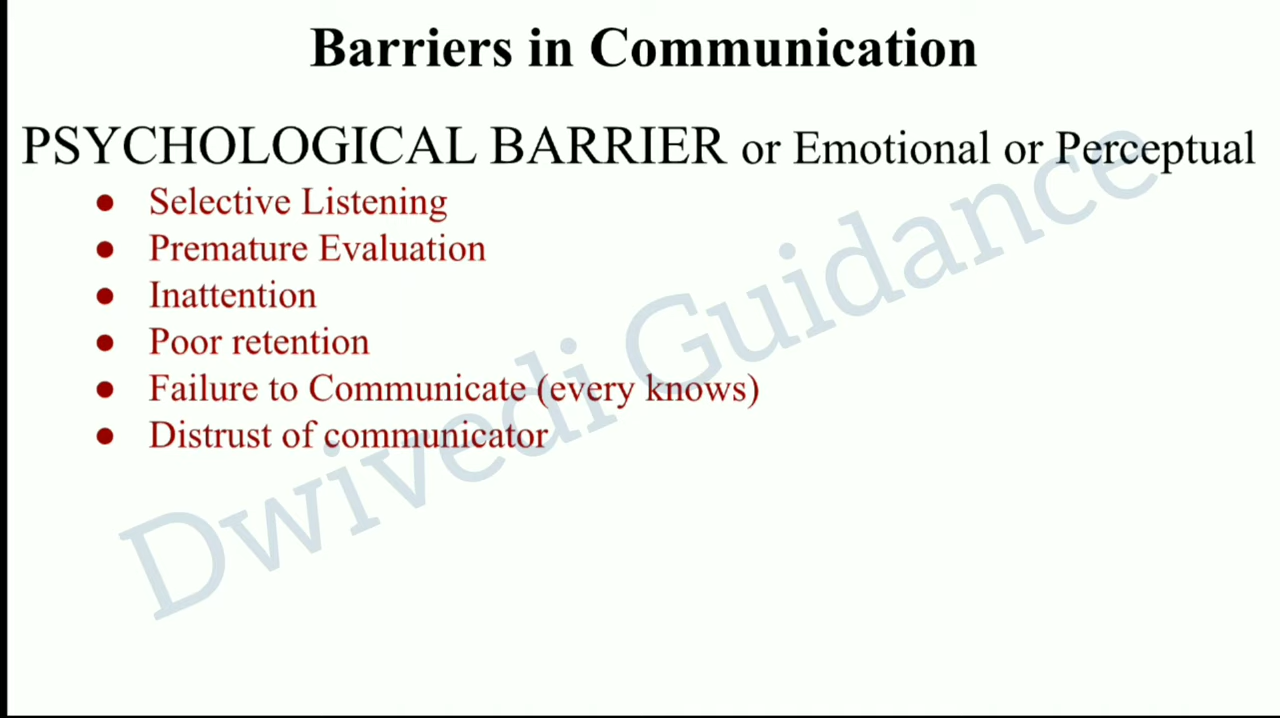 Barriers in Communication
PSYCHOLOGICAL BARRIER or Emotional or Perceptual
● Selective Listening
● Premature Evaluation
● Inattention
● Poor retention
● Failure to Communicate (every knows)
● Distrust of communicator
Dwivedi Guidance